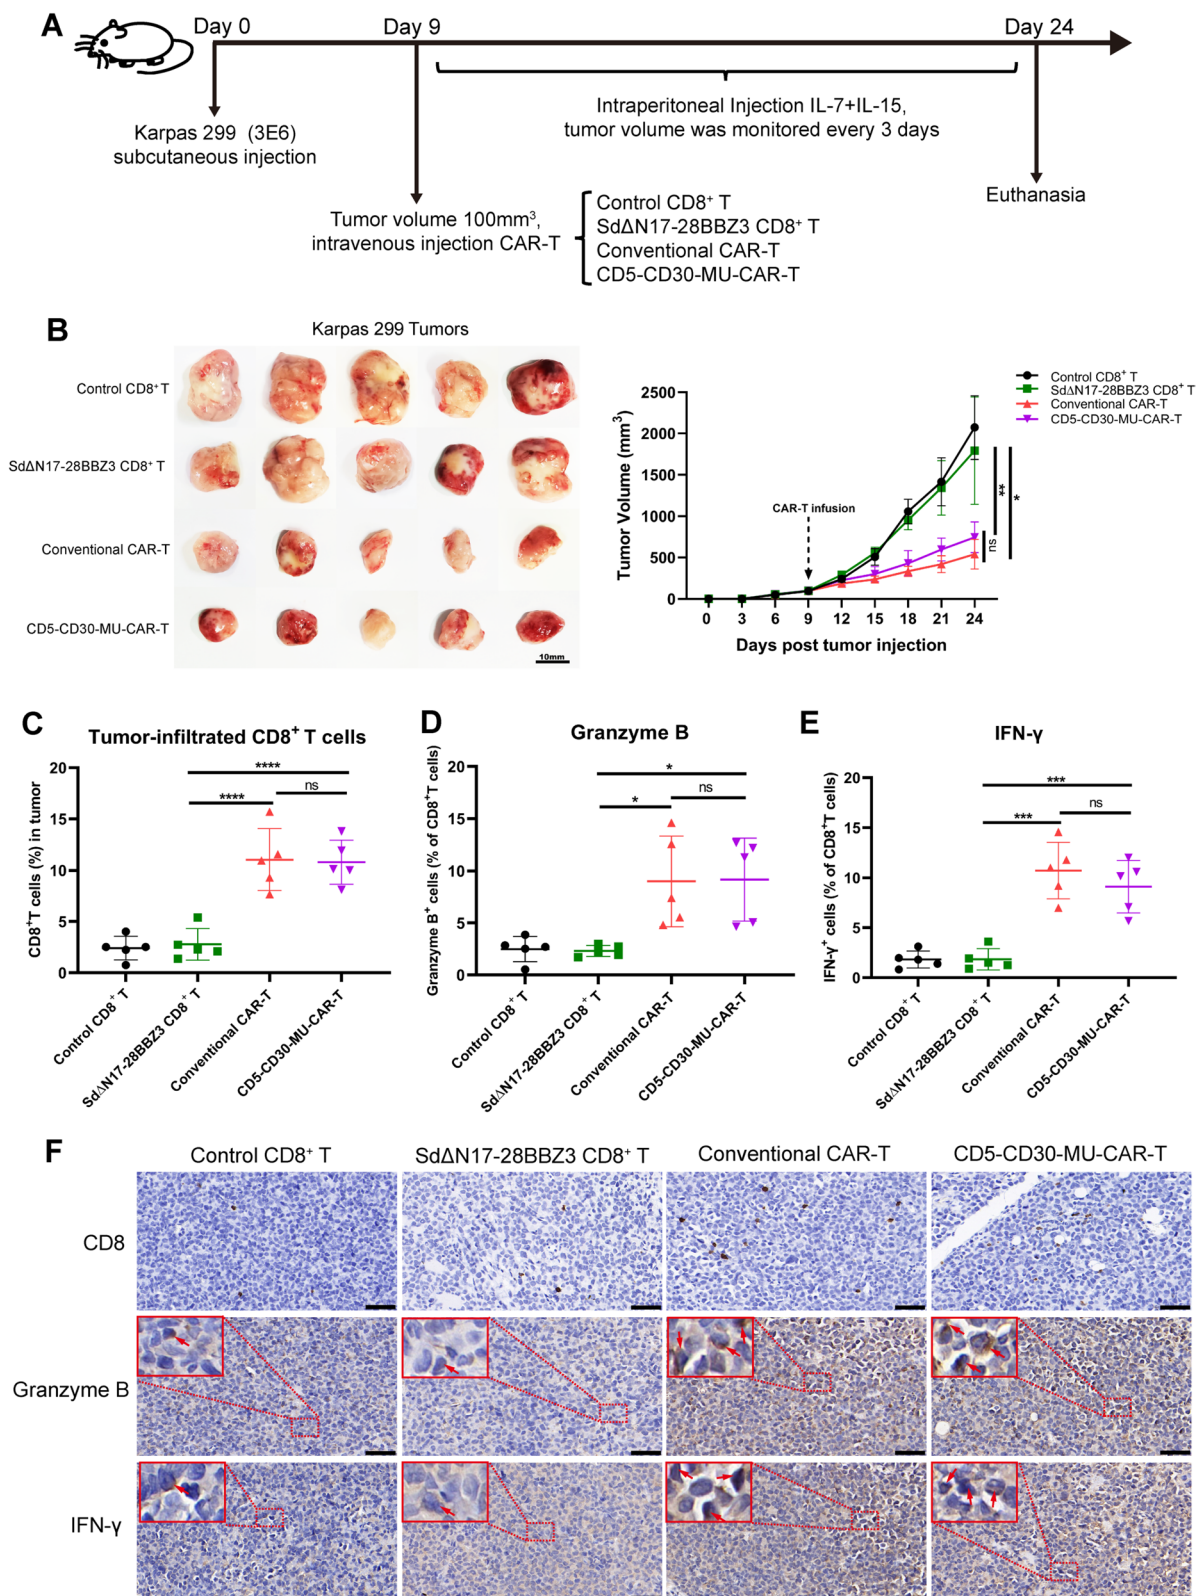 A
Day 0
Day 9
Day 24
Karpas 299 (3E6)
subcutaneous injection
Intraperitoneal Injection IL-7+IL-15,
tumor volume was monitored every 3 days
Euthanasia
Tumor volume 100mm³,
intravenous injection CAR-T
Control CD8⁺ T
SdΔN17-28BBZ3 CD8⁺ T
Conventional CAR-T
CD5-CD30-MU-CAR-T
B
Karpas 299 Tumors
Control CD8⁺ T
SdΔN17-28BBZ3 CD8⁺ T
Conventional CAR-T
CD5-CD30-MU-CAR-T
10mm
Control CD8⁺ T
SdΔN17-28BBZ3 CD8⁺ T
Conventional CAR-T
CD5-CD30-MU-CAR-T
Tumor Volume (mm³)
2500
2000
1500
1000
500
0
CAR-T infusion
**
*
ns
0 3 6 9 12 15 18 21 24
Days post tumor injection
C
Tumor-infiltrated CD8⁺ T cells
CD8⁺T cells (%) in tumor
20
15
10
5
0
****
****
ns
Control CD8⁺ T
SdΔN17-28BBZ3 CD8⁺ T
Conventional CAR-T
CD5-CD30-MU-CAR-T
D
Granzyme B
Granzyme B⁺ cells (% of CD8⁺T cells)
20
15
10
5
0
*
*
ns
Control CD8⁺ T
SdΔN17-28BBZ3 CD8⁺ T
Conventional CAR-T
CD5-CD30-MU-CAR-T
E
IFN-γ
IFN-γ⁺ cells (% of CD8⁺T cells)
20
15
10
5
0
***
***
ns
Control CD8⁺ T
SdΔN17-28BBZ3 CD8⁺ T
Conventional CAR-T
CD5-CD30-MU-CAR-T
F
Control CD8⁺ T
SdΔN17-28BBZ3 CD8⁺ T
Conventional CAR-T
CD5-CD30-MU-CAR-T
CD8
Granzyme B
IFN-γ